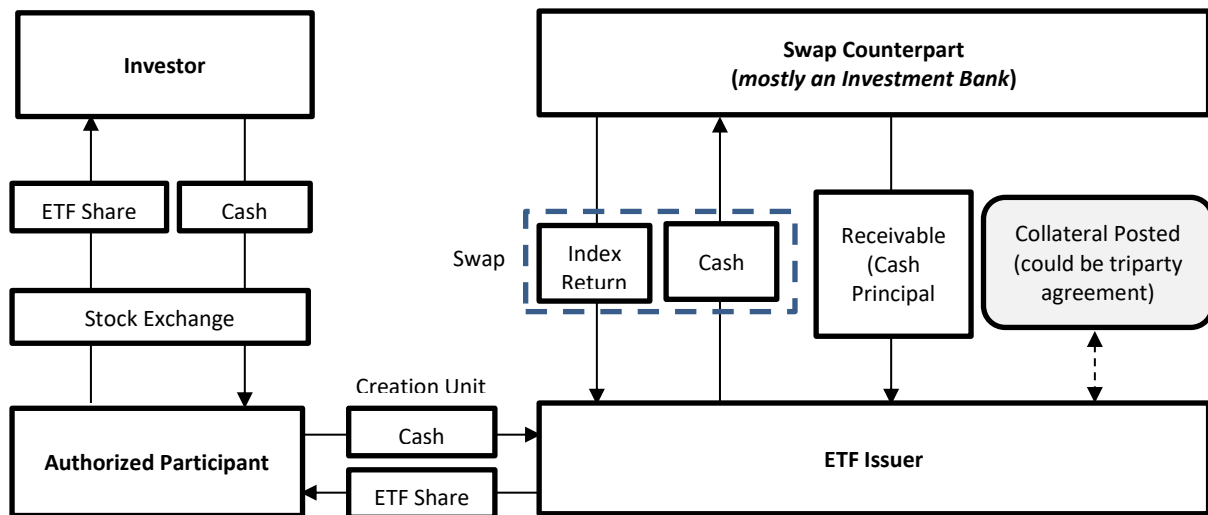 Investor
Swap Counterpart
(mostly an Investment Bank)
ETF Share
Cash
Swap
Index
Return
Cash
Receivable
(Cash
Principal
Collateral Posted
(could be triparty
agreement)
Stock Exchange
Creation Unit
Authorized Participant
Cash
ETF Share
ETF Issuer